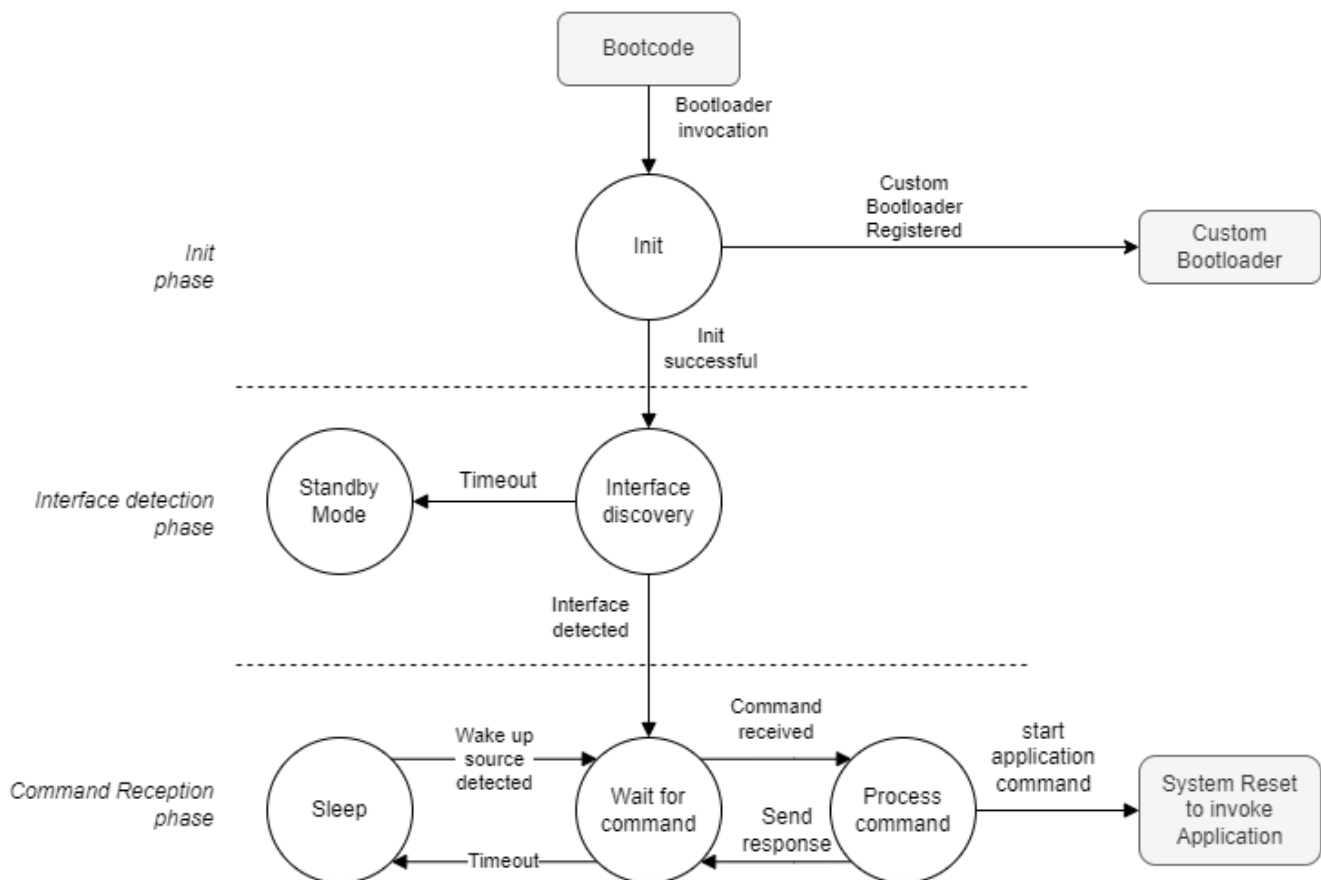 Bootcode
Bootloader
invocation
Custom
Bootloader
Registered
Init
phase
Init
Custom
Bootloader
Init
successful
Interface detection
phase
Standby
Mode
Timeout
Interface
discovery
Interface
detected
Command Reception
phase
Sleep
Wake up
source
detected
Timeout
Wait for
command
Command
received
Send
response
Process
command
start
application
command
System Reset
to invoke
Application